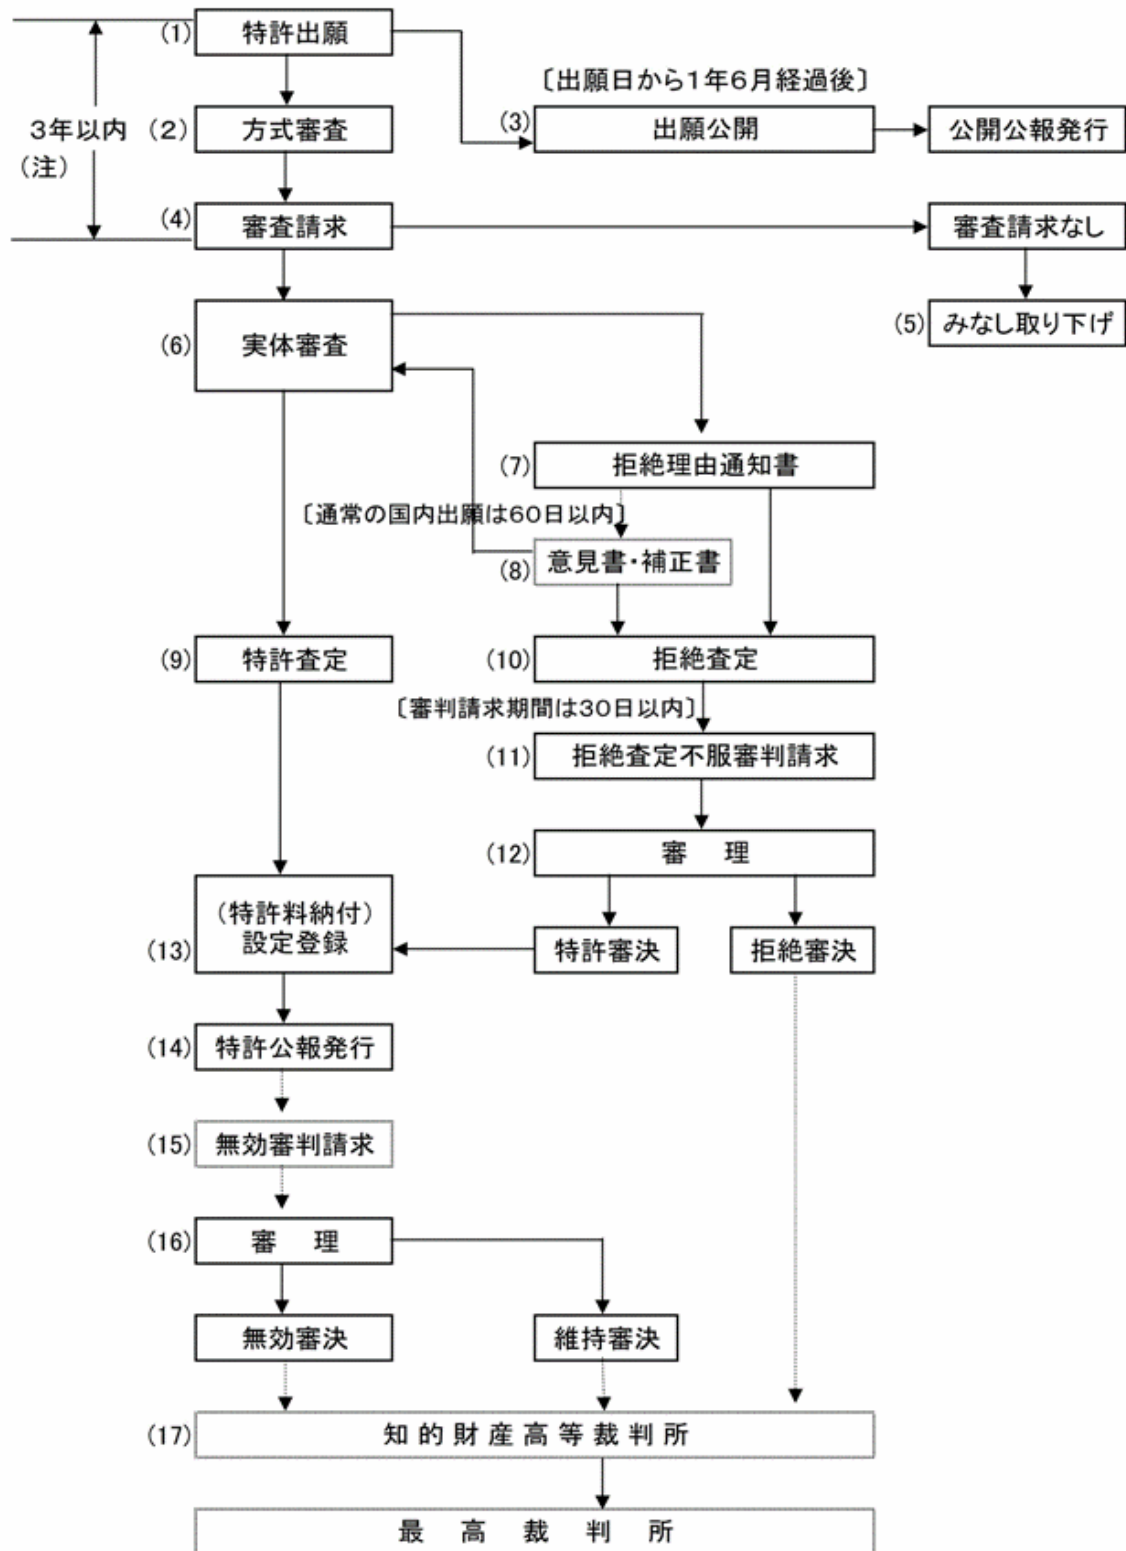 (1) 特許出願
〔出願日から1年6月経過後〕
3年以内
(注)
(2) 方式審査
(3) 出願公開
公開公報発行
(4) 審査請求
審査請求なし
(5) みなし取り下げ
(6) 実体審査
(7) 拒絶理由通知書
〔通常の国内出願は60日以内〕
(8) 意見書・補正書
(9) 特許査定
(10) 拒絶査定
〔審判請求期間は30日以内〕
(11) 拒絶査定不服審判請求
(12) 審 理
(特許料納付)
(13) 設定登録
特許審決
拒絶審決
(14) 特許公報発行
(15) 無効審判請求
(16) 審 理
無効審決
維持審決
(17) 知的財産高等裁判所
最 高 裁 判 所